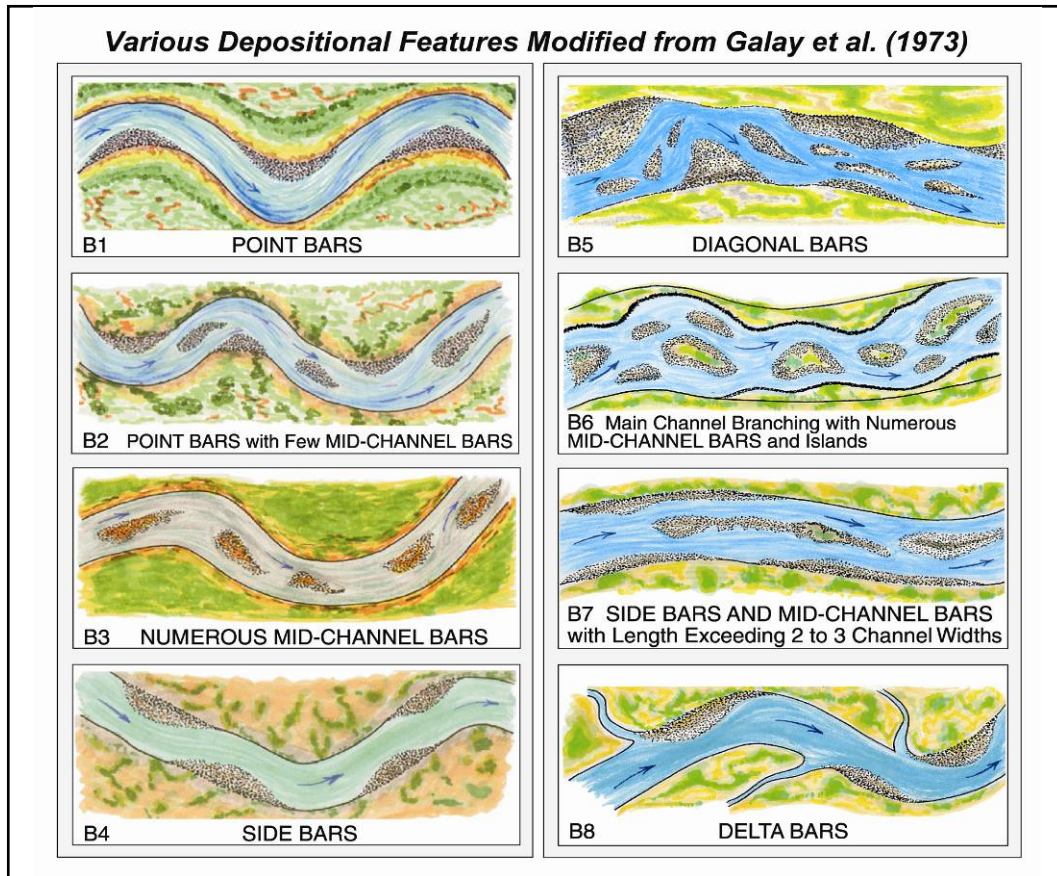 Various Depositional Features Modified from Galay et al. (1973)
B1 POINT BARS
B2 POINT BARS with Few MID-CHANNEL BARS
B3 NUMEROUS MID-CHANNEL BARS
B4 SIDE BARS
B5 DIAGONAL BARS
B6 Main Channel Branching with Numerous
MID-CHANNEL BARS and Islands
B7 SIDE BARS AND MID-CHANNEL BARS
with Length Exceeding 2 to 3 Channel Widths
B8 DELTA BARS